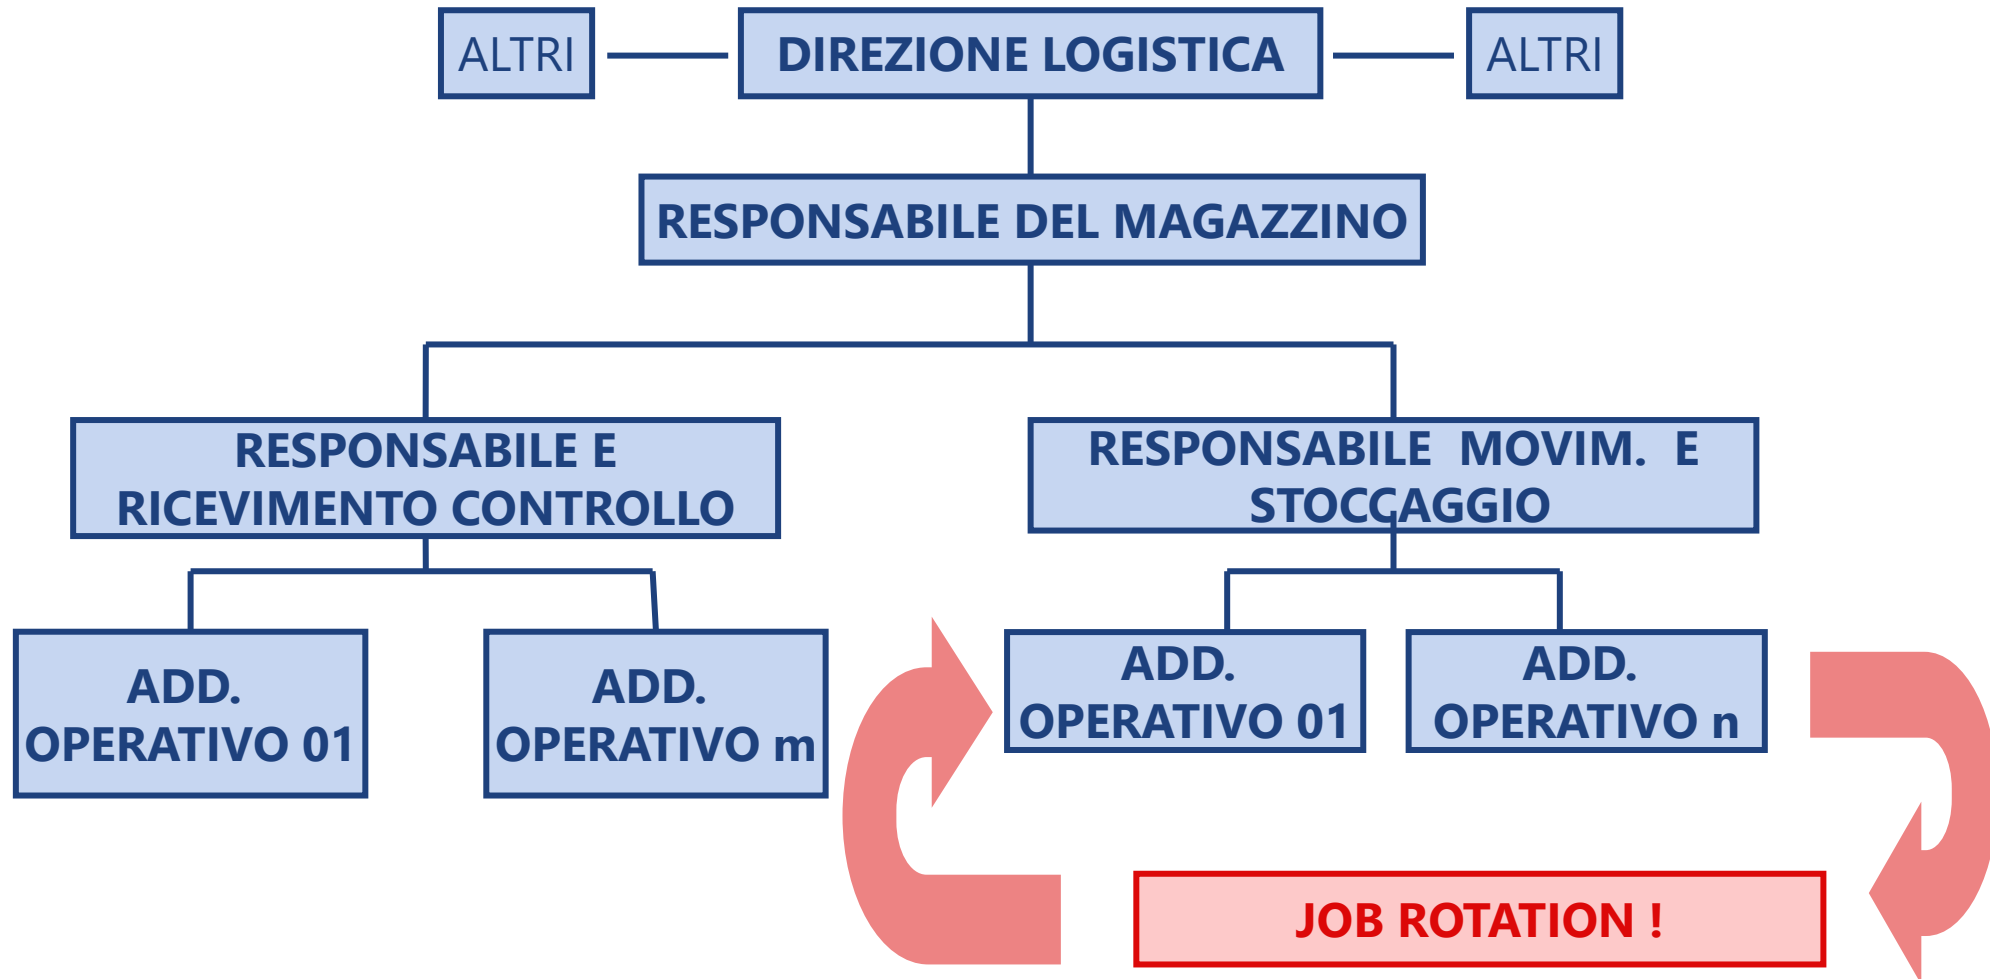 ALTRI
DIREZIONE LOGISTICA
ALTRI
RESPONSABILE DEL MAGAZZINO
RESPONSABILE E
RICEVIMENTO CONTROLLO
RESPONSABILE MOVIM. E
STOCCAGGIO
ADD.
OPERATIVO 01
ADD.
OPERATIVO m
ADD.
OPERATIVO 01
ADD.
OPERATIVO n
JOB ROTATION !